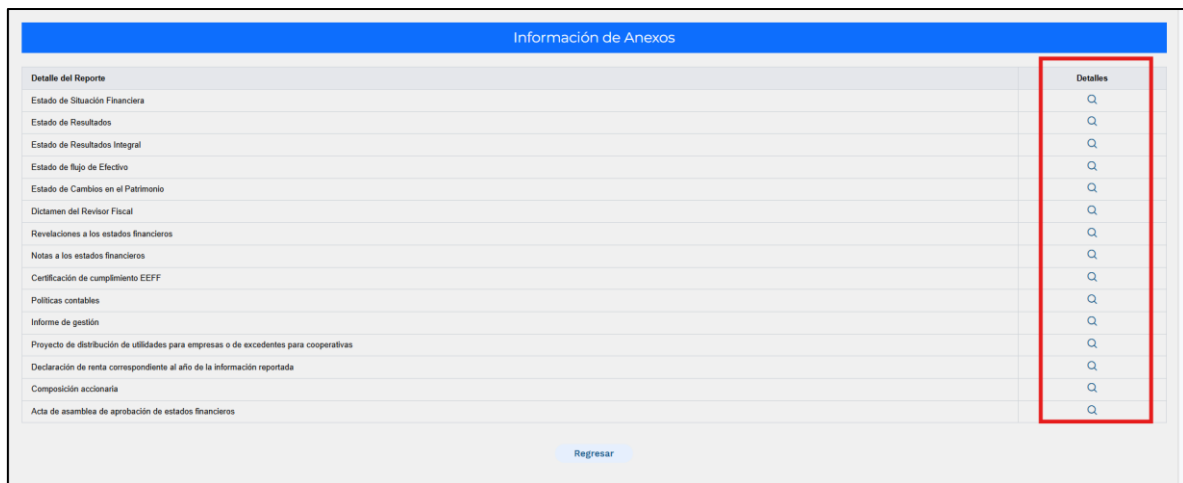 Información de Anexos
Detalle del Reporte Detalles
Estado de Situación Financiera
Estado de Resultados
Estado de Resultados Integral
Estado de flujo de Efectivo
Estado de Cambios en el Patrimonio
Dictamen del Revisor Fiscal
Revelaciones a los estados financieros
Notas a los estados financieros
Certificación de cumplimiento EEFF
Políticas contables
Informe de gestión
Proyecto de distribución de utilidades para empresas o de excedentes para cooperativas
Declaración de renta correspondiente al año de la información reportada
Composición accionaria
Acta de asamblea de aprobación de estados financieros
Regresar